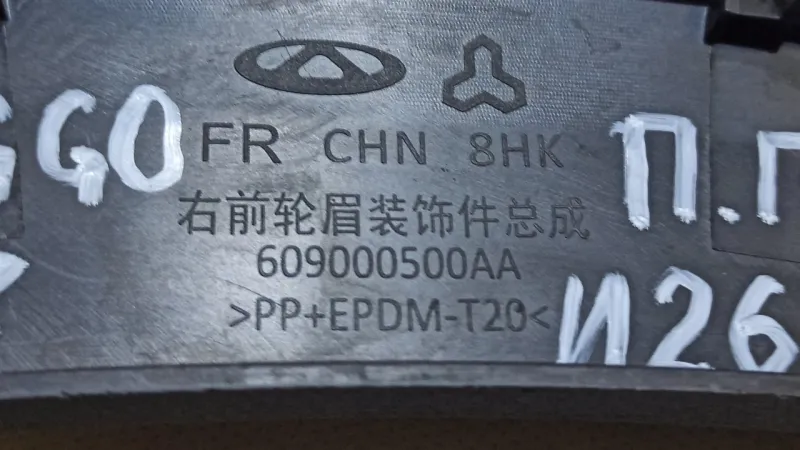 GO FR CHN 8HK П.П
右前轮眉装饰件总成
609000500AA
>PP+EPDM-T20< И26